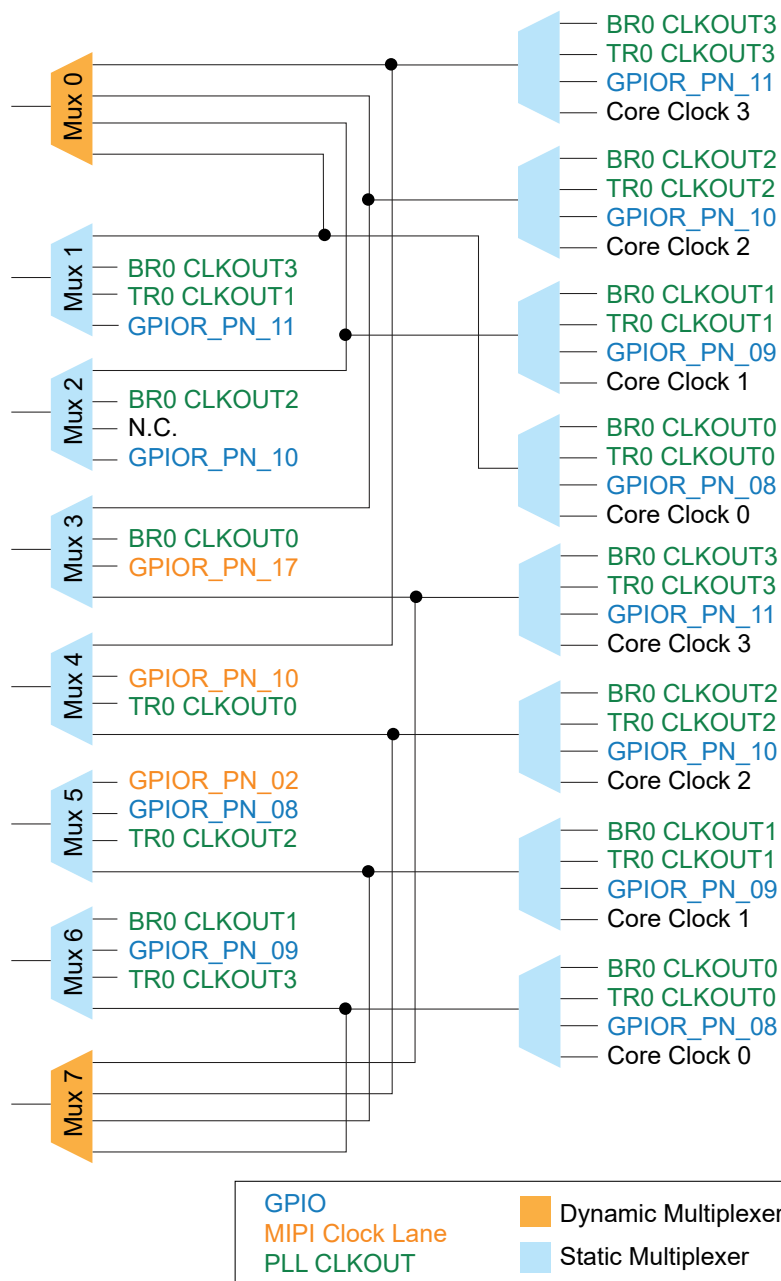 Mux 0
BR0 CLKOUT3
TR0 CLKOUT3
GPIOR_PN_11
Core Clock 3
BR0 CLKOUT2
TR0 CLKOUT2
GPIOR_PN_10
Core Clock 2
Mux 1
BR0 CLKOUT3
TR0 CLKOUT1
GPIOR_PN_11
BR0 CLKOUT1
TR0 CLKOUT1
GPIOR_PN_09
Core Clock 1
Mux 2
BR0 CLKOUT2
N.C.
GPIOR_PN_10
BR0 CLKOUT0
TR0 CLKOUT0
GPIOR_PN_08
Core Clock 0
Mux 3
BR0 CLKOUT0
GPIOR_PN_17
BR0 CLKOUT3
TR0 CLKOUT3
GPIOR_PN_11
Core Clock 3
Mux 4
GPIOR_PN_10
TR0 CLKOUT0
BR0 CLKOUT2
TR0 CLKOUT2
GPIOR_PN_10
Core Clock 2
Mux 5
GPIOR_PN_02
GPIOR_PN_08
TR0 CLKOUT2
BR0 CLKOUT1
TR0 CLKOUT1
GPIOR_PN_09
Core Clock 1
Mux 6
BR0 CLKOUT1
GPIOR_PN_09
TR0 CLKOUT3
BR0 CLKOUT0
TR0 CLKOUT0
GPIOR_PN_08
Core Clock 0
Mux 7
GPIO
MIPI Clock Lane
PLL CLKOUT
Dynamic Multiplexer
Static Multiplexer